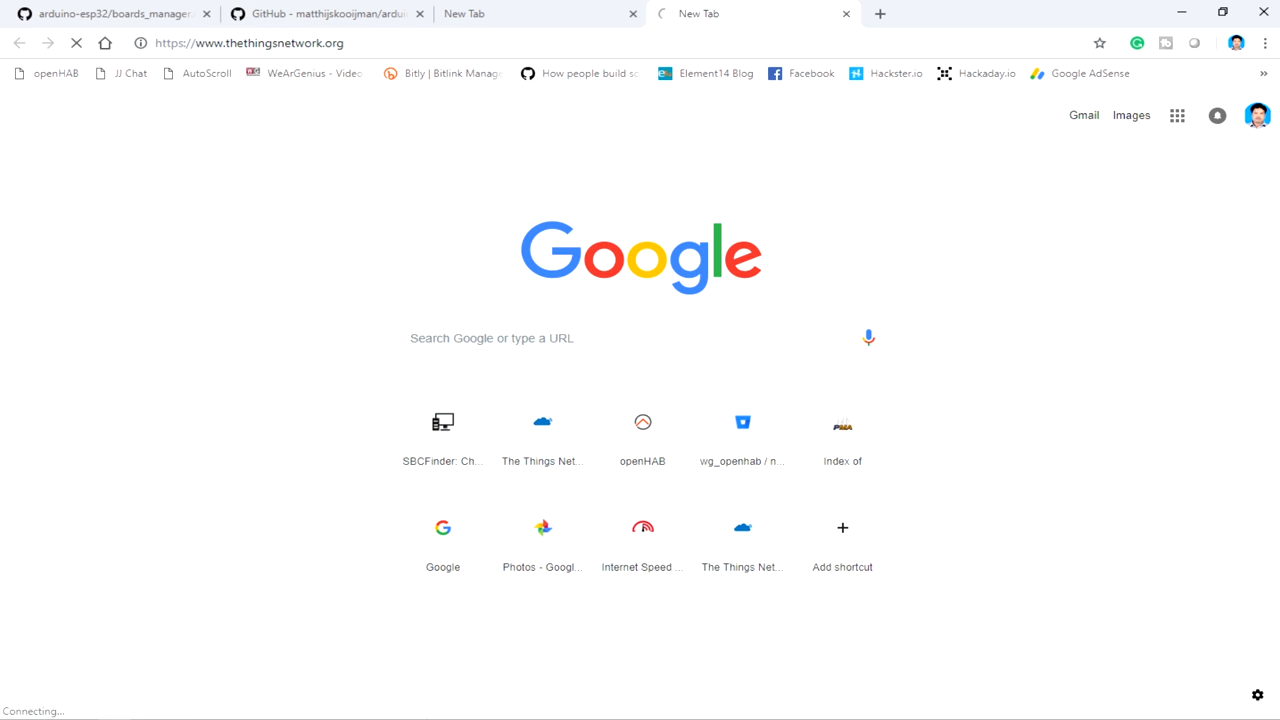 arduino-esp32/boards_manager.
GitHub - matthijskooijman/ardui
New Tab
New Tab
https://www.thethingsnetwork.org
openHAB
JJ Chat
AutoScroll
WeArGenius - Video
Bitly | Bitlink Manage
How people build so
Element14 Blog
Facebook
Hackster.io
Hackaday.io
Google AdSense
»
Gmail
Images
Google
Search Google or type a URL
SBCFinder: Ch...
The Things Net...
openHAB
wg_openhab / n...
PMA
Index of
Google
Photos - Googl...
Internet Speed ...
The Things Net...
Add shortcut
Connecting...